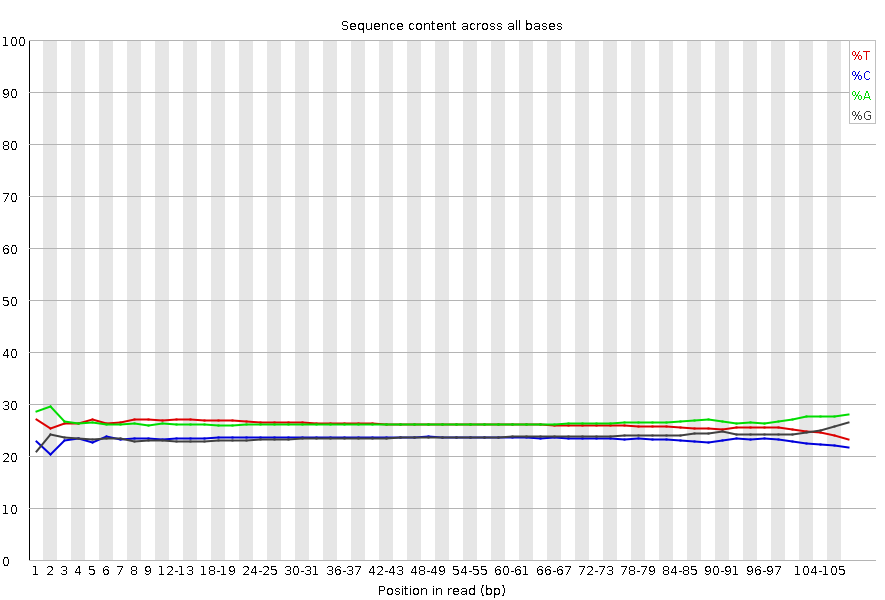 Sequence content across all bases
100
90
80
70
60
50
40
30
20
10
0
%T
%C
%A
%G
1 2 3 4 5 6 7 8 9 12-13 18-19 24-25 30-31 36-37 42-43 48-49 54-55 60-61 66-67 72-73 78-79 84-85 90-91 96-97 104-105
Position in read (bp)